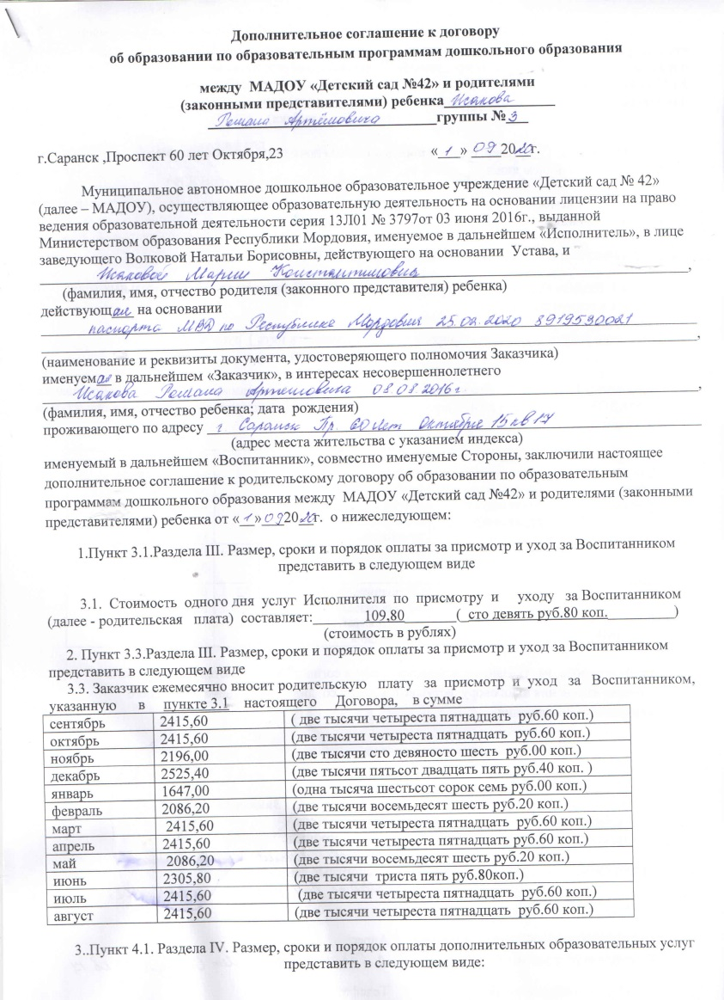 Дополнительное соглашение к договору
об образовании по образовательным программам дошкольного образования
между МАДОУ «Детский сад №42» и родителями
(законными представителями) ребенка Исакова
Романа Артёмовича группы № 3
г.Саранск ,Проспект 60 лет Октября,23 « 1 » 09 2020г.
Муниципальное автономное дошкольное образовательное учреждение «Детский сад № 42»
(далее – МАДОУ), осуществляющее образовательную деятельность на основании лицензии на право
ведения образовательной деятельности серия 13Л01 № 3797от 03 июня 2016г., выданной
Министерством образования Республики Мордовия, именуемое в дальнейшем «Исполнитель», в лице
заведующего Волковой Натальи Борисовны, действующего на основании Устава, и
Исаковой Марии Константиновны,
(фамилия, имя, отчество родителя (законного представителя) ребенка)
действующая на основании
паспорта МВД по Республике Мордовия 25.02.2020 8919530021
,
(наименование и реквизиты документа, удостоверяющего полномочия Заказчика)
именуемая в дальнейшем «Заказчик», в интересах несовершеннолетнего
Исакова Романа Артемовича 08.08.2016г. ,
(фамилия, имя, отчество ребенка; дата рождения)
проживающего по адресу г Саранск Пр. 60 лет Октября 15 кв 17
(адрес места жительства с указанием индекса)
именуемый в дальнейшем «Воспитанник», совместно именуемые Стороны, заключили настоящее
дополнительное соглашение к родительскому договору об образовании по образовательным
программам дошкольного образования между МАДОУ «Детский сад №42» и родителями (законными
представителями) ребенка от « 1 » 09 2020г. о нижеследующем:
1.Пункт 3.1.Раздела III. Размер, сроки и порядок оплаты за присмотр и уход за Воспитанником
представить в следующем виде
3.1. Стоимость одного дня услуг Исполнителя по присмотру и уходу за Воспитанником
(далее - родительская плата) составляет: 109,80 ( сто девять руб.80 коп. )
(стоимость в рублях)
2. Пункт 3.3.Раздела III. Размер, сроки и порядок оплаты за присмотр и уход за Воспитанником
представить в следующем виде
3.3. Заказчик ежемесячно вносит родительскую плату за присмотр и уход за Воспитанником,
указанную в пункте 3.1 настоящего Договора, в сумме
сентябрь 2415,60 ( две тысячи четыреста пятнадцать руб.60 коп.)
октябрь 2415,60 (две тысячи четыреста пятнадцать руб.60 коп.)
ноябрь 2196,00 (две тысячи сто девяносто шесть руб.00 коп.)
декабрь 2525,40 (две тысячи пятьсот двадцать пять руб.40 коп. )
январь 1647,00 (одна тысяча шестьсот сорок семь руб.00 коп.)
февраль 2086,20 (две тысячи восемьдесят шесть руб.20 коп.)
март 2415,60 (две тысячи четыреста пятнадцать руб.60 коп.)
апрель 2415,60 (две тысячи четыреста пятнадцать руб.60 коп.)
май 2086,20 (две тысячи восемьдесят шесть руб.20 коп.)
июнь 2305,80 (две тысячи триста пять руб.80коп.)
июль 2415,60 (две тысячи четыреста пятнадцать руб.60 коп.)
август 2415,60 (две тысячи четыреста пятнадцать руб.60 коп.)
3..Пункт 4.1. Раздела IV. Размер, сроки и порядок оплаты дополнительных образовательных услуг
представить в следующем виде: